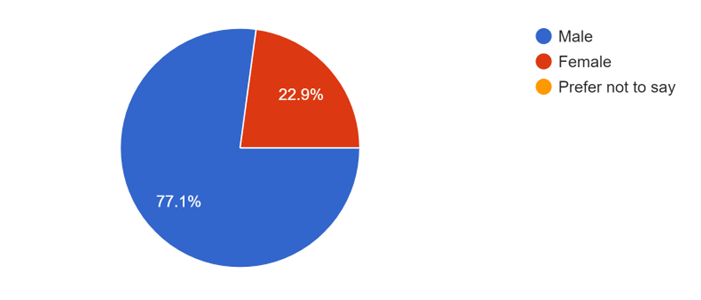 Male
Female
Prefer not to say
22.9%
77.1%